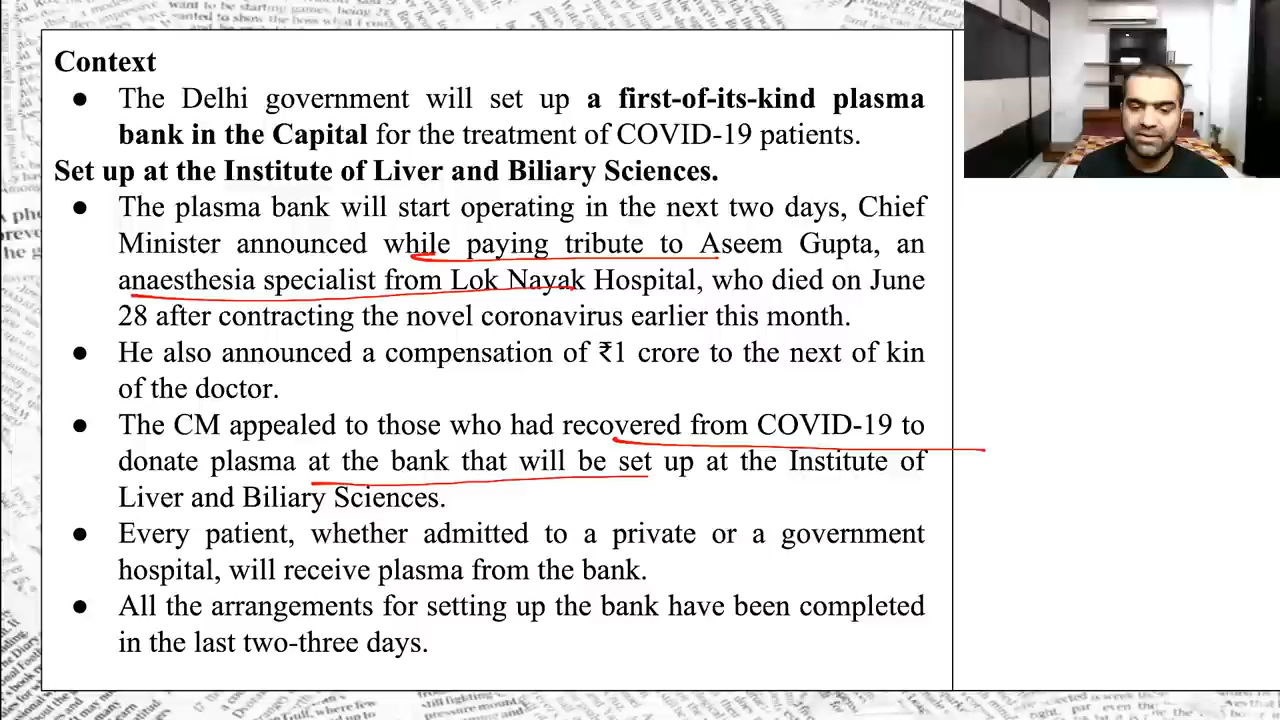 Context
● The Delhi government will set up a first-of-its-kind plasma
bank in the Capital for the treatment of COVID-19 patients.
Set up at the Institute of Liver and Biliary Sciences.
● The plasma bank will start operating in the next two days, Chief
Minister announced while paying tribute to Aseem Gupta, an
anaesthesia specialist from Lok Nayak Hospital, who died on June
28 after contracting the novel coronavirus earlier this month.
● He also announced a compensation of ₹1 crore to the next of kin
of the doctor.
● The CM appealed to those who had recovered from COVID-19 to
donate plasma at the bank that will be set up at the Institute of
Liver and Biliary Sciences.
● Every patient, whether admitted to a private or a government
hospital, will receive plasma from the bank.
● All the arrangements for setting up the bank have been completed
in the last two-three days.